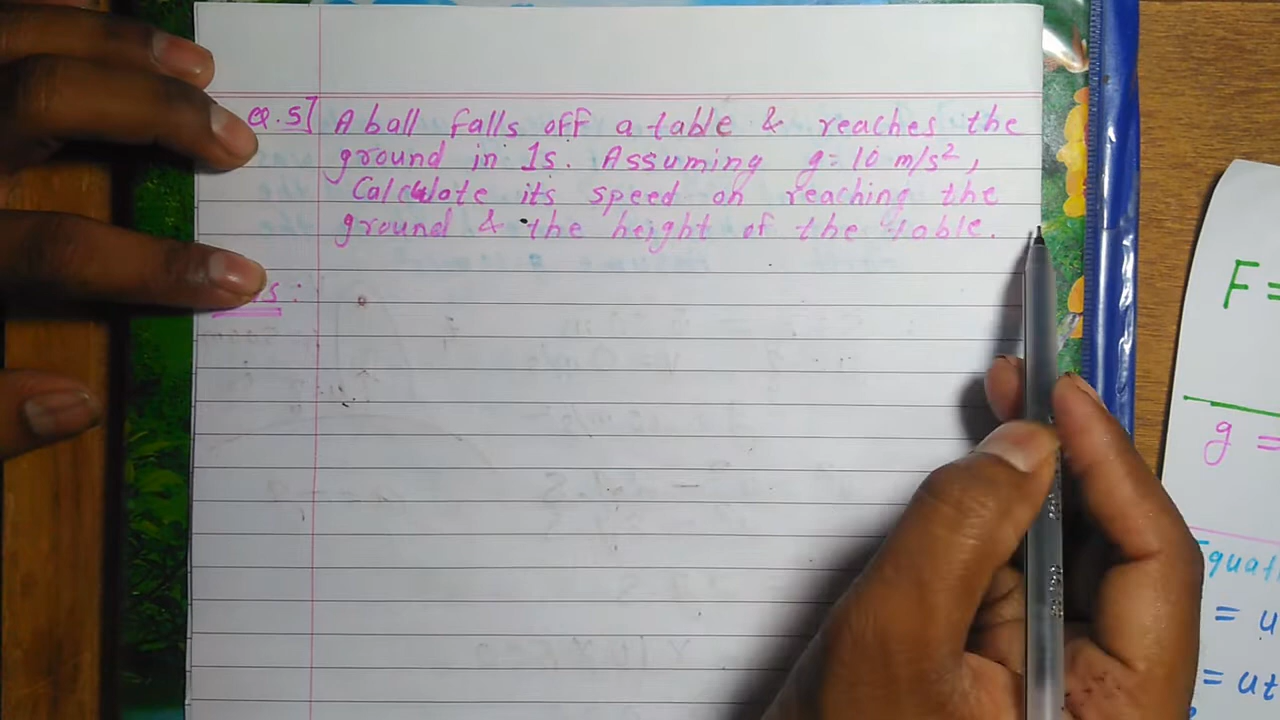 Q.5] A ball falls off a table & reaches the
ground in 1s. Assuming g=10 m/s²,
Calculate its speed on reaching the
ground & the height of the table.
s :
F =
g =
Equati
= u
= ut